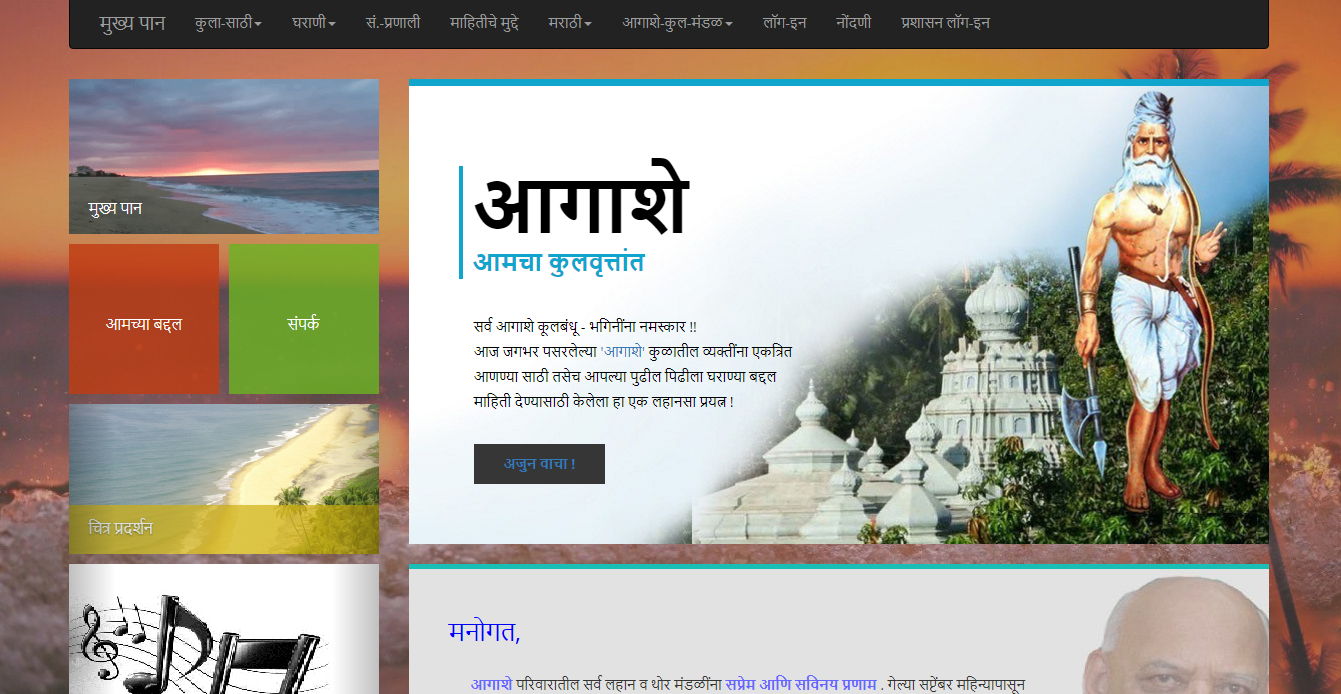 मुख्य पान कुला-साठी घराणी सं.-प्रणाली माहितीचे मुद्दे मराठी आगाशे-कुल-मंडळ लॉग-इन नोंदणी प्रशासन लॉग-इन
मुख्य पान
आमच्या बद्दल
संपर्क
चित्र प्रदर्शन
आगाशे
आमचा कुलवृत्तांत
सर्व आगाशे कूलबंधू - भगिनींना नमस्कार !!
आज जगभर पसरलेल्या 'आगाशे' कुळातील व्यक्तींना एकत्रित
आणण्या साठी तसेच आपल्या पुढील पिढीला घराण्या बद्दल
माहिती देण्यासाठी केलेला हा एक लहानसा प्रयत्न !
अजुन वाचा !
मनोगत,
आगाशे परिवारातील सर्व लहान व थोर मंडळींना सप्रेम आणि सविनय प्रणाम . गेल्या सप्टेंबर महिन्यापासून